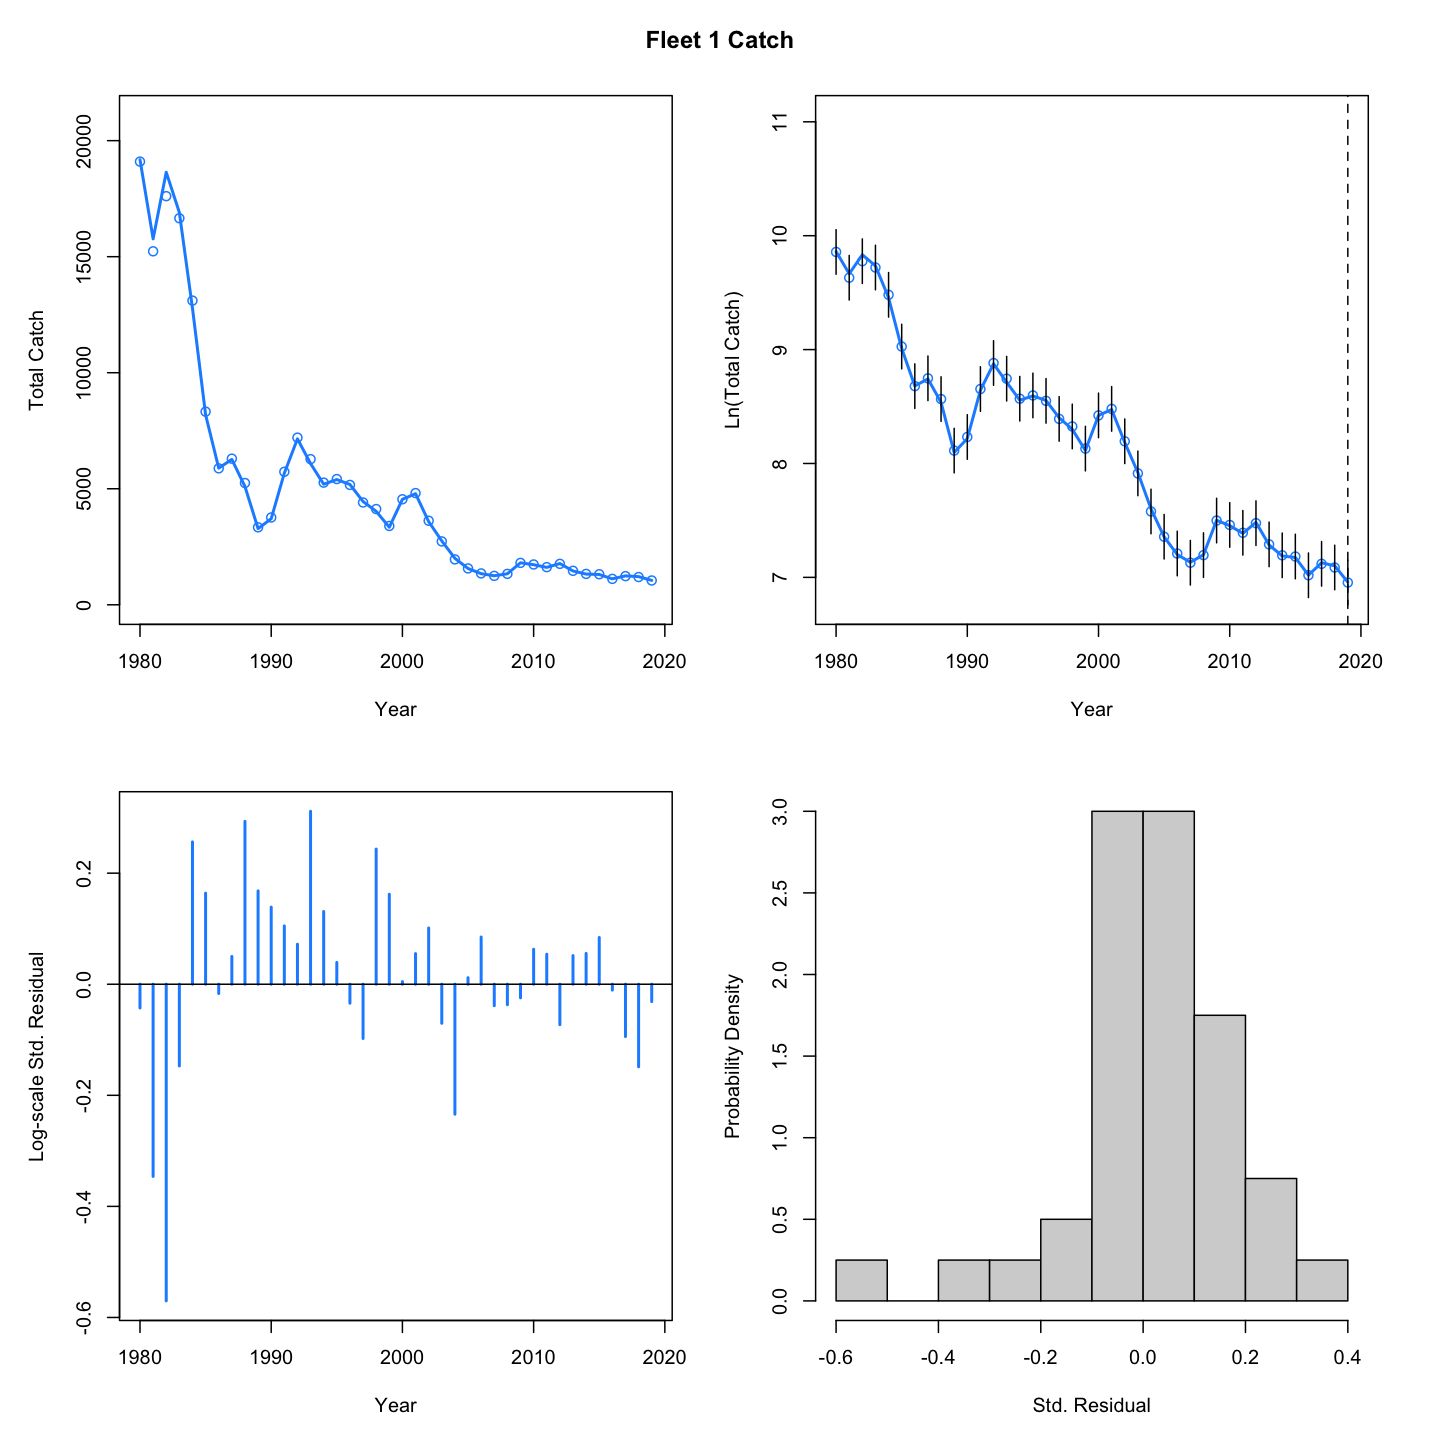 Fleet 1 Catch
Total Catch
20000
15000
10000
5000
0
1980 1990 2000 2010 2020
Year
Ln(Total Catch)
11
10
9
8
7
1980 1990 2000 2010 2020
Year
Log-scale Std. Residual
0.2
0.0
-0.2
-0.4
-0.6
1980 1990 2000 2010 2020
Year
Probability Density
3.0
2.5
2.0
1.5
1.0
0.5
0.0
-0.6 -0.4 -0.2 0.0 0.2 0.4
Std. Residual